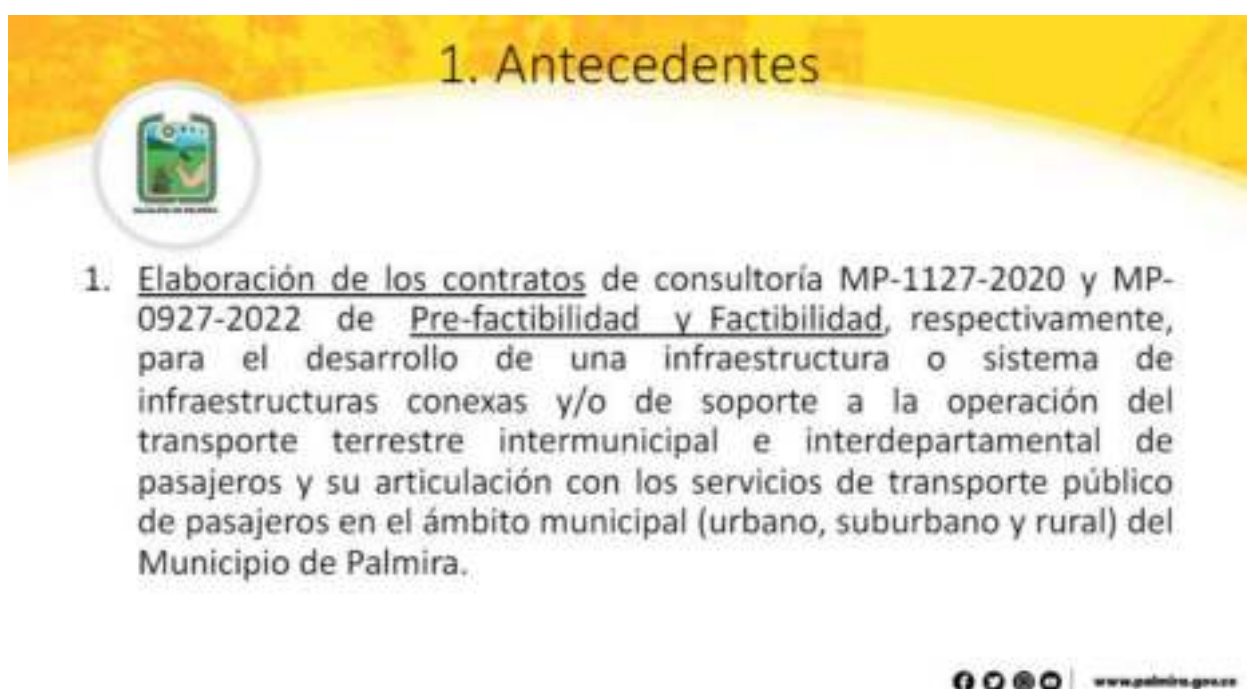 1. Antecedentes
1. Elaboración de los contratos de consultoría MP-1127-2020 y MP-
0927-2022 de Pre-factibilidad y Factibilidad, respectivamente,
para el desarrollo de una infraestructura o sistema de
infraestructuras conexas y/o de soporte a la operación del
transporte terrestre intermunicipal e interdepartamental de
pasajeros y su articulación con los servicios de transporte público
de pasajeros en el ámbito municipal (urbano, suburbano y rural) del
Municipio de Palmira.
www.palmira.gov.co